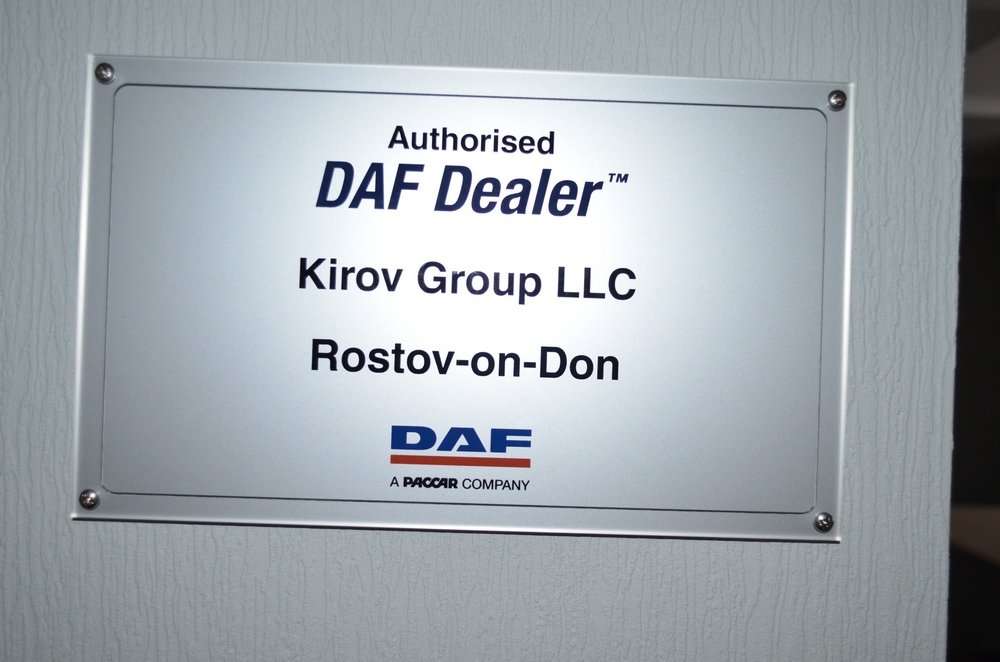 Authorised
DAF Dealer™
Kirov Group LLC
Rostov-on-Don
DAF
A PACCAR COMPANY